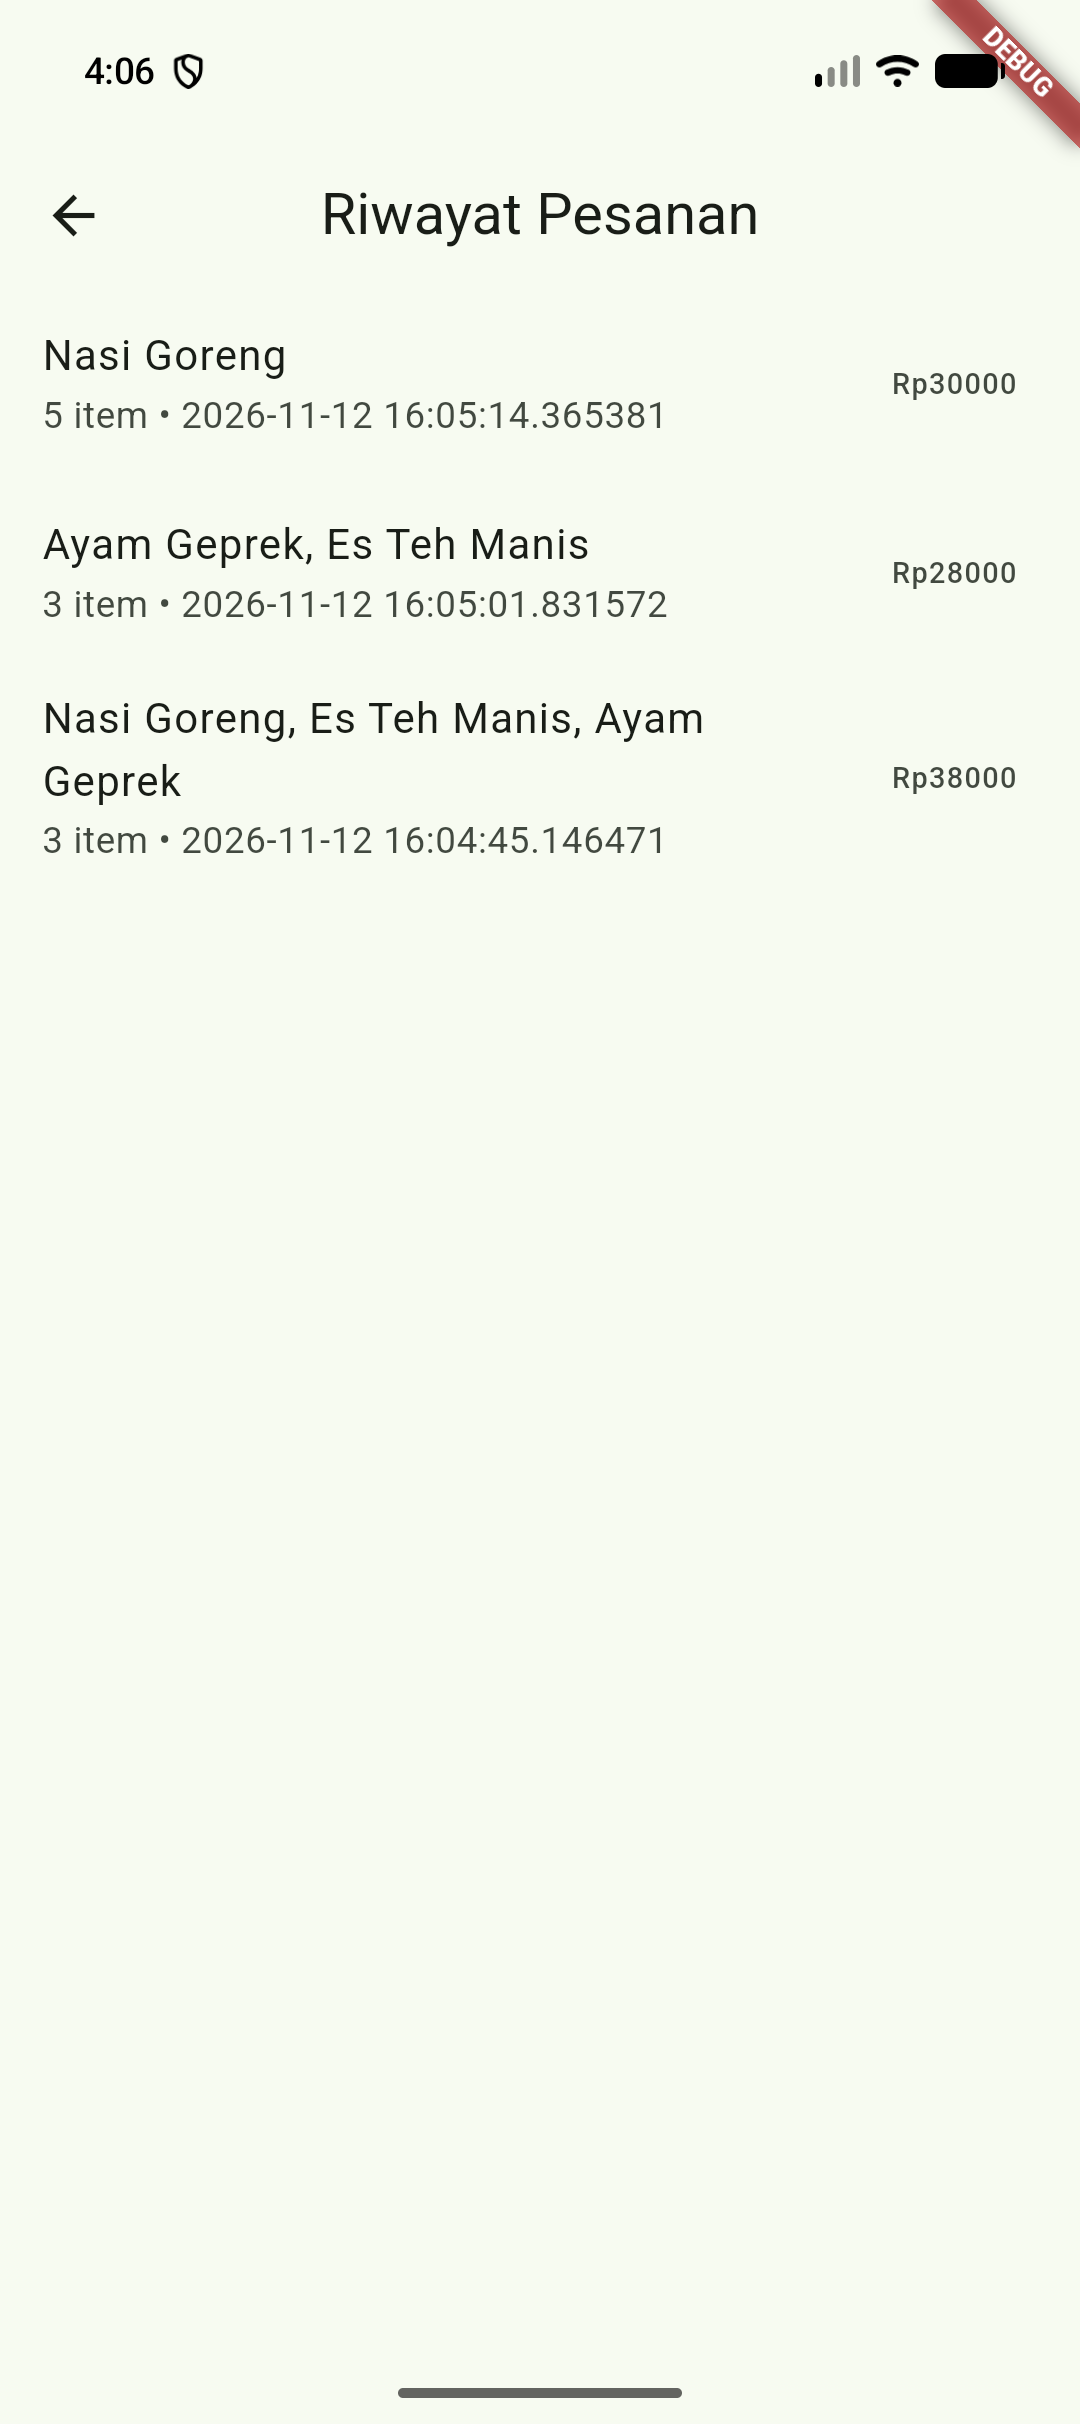 4:06
DEBUG
Riwayat Pesanan
Nasi Goreng
5 item • 2026-11-12 16:05:14.365381
Rp30000
Ayam Geprek, Es Teh Manis
3 item • 2026-11-12 16:05:01.831572
Rp28000
Nasi Goreng, Es Teh Manis, Ayam
Geprek
3 item • 2026-11-12 16:04:45.146471
Rp38000